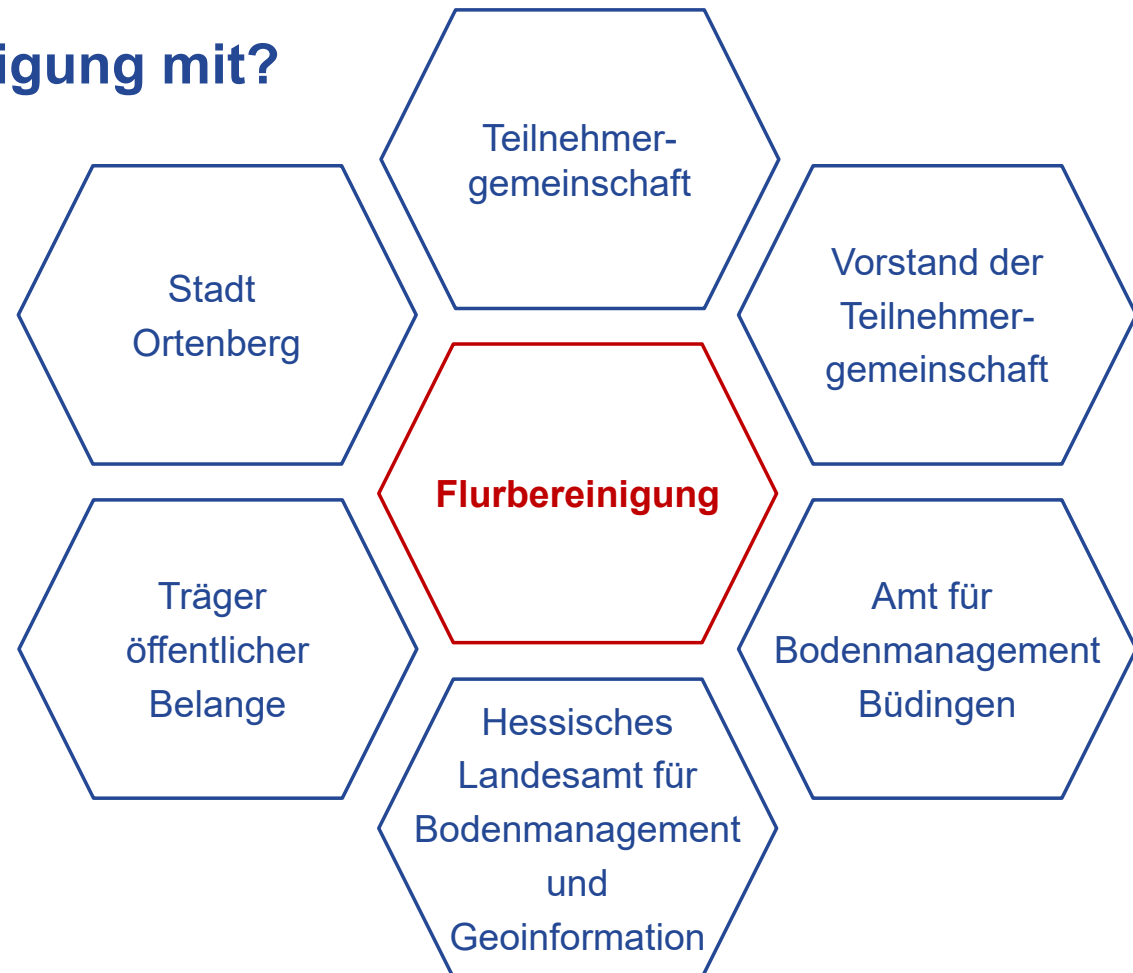 igung mit?
Teilnehmer-
gemeinschaft
Stadt
Ortenberg
Vorstand der
Teilnehmer-
gemeinschaft
Flurbereinigung
Träger
öffentlicher
Belange
Amt für
Bodenmanagement
Büdingen
Hessisches
Landesamt für
Bodenmanagement
und
Geoinformation